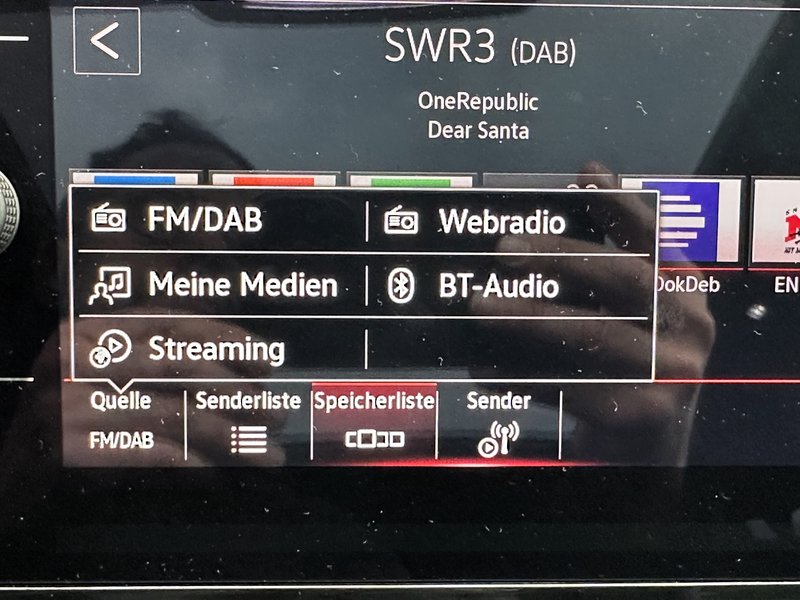 SWR3 (DAB)
OneRepublic
Dear Santa
FM/DAB
Webradio
Meine Medien
BT-Audio
Streaming
DokDeb
EN
Quelle
Senderliste
Speicherliste
Sender
FM/DAB